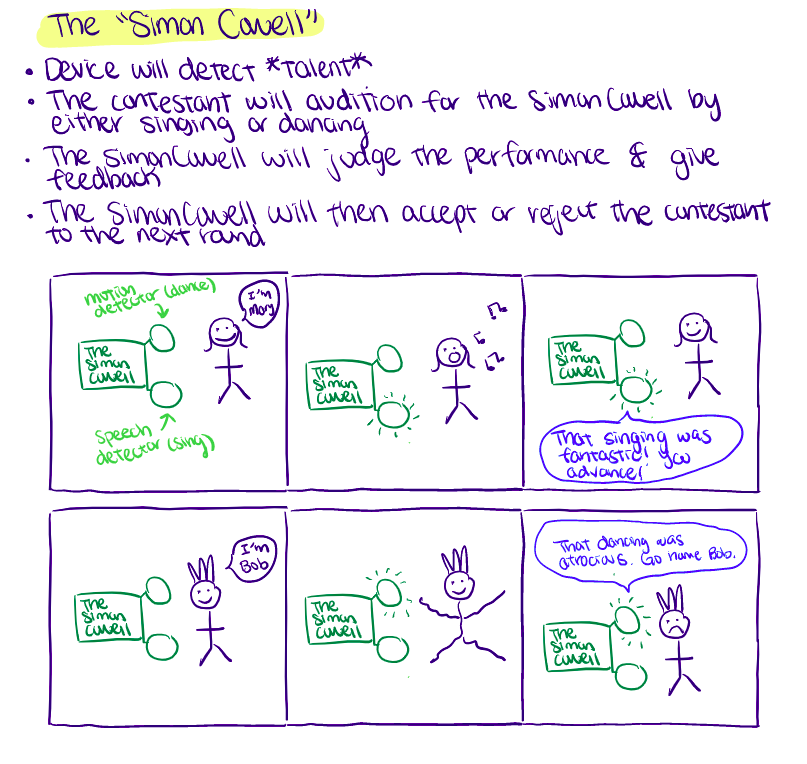 The "Simon Cowell"
• Device will detect *Talent*
• The contestant will audition for the Simon Cowell by
either singing or dancing
• The SimonCowell will judge the performance & give
feedback
• The SimonCowell will then accept or reject the contestant
to the next round
motion
detector (dance)
The
Simon
Cowell
speech
detector (sing)
I'm
Mary
The
Simon
Cowell
The
Simon
Cowell
That singing was
fantastic! You
advance!
The
Simon
Cowell
I'm
Bob
The
Simon
Cowell
That dancing was
atrocious. Go home Bob.
The
Simon
Cowell